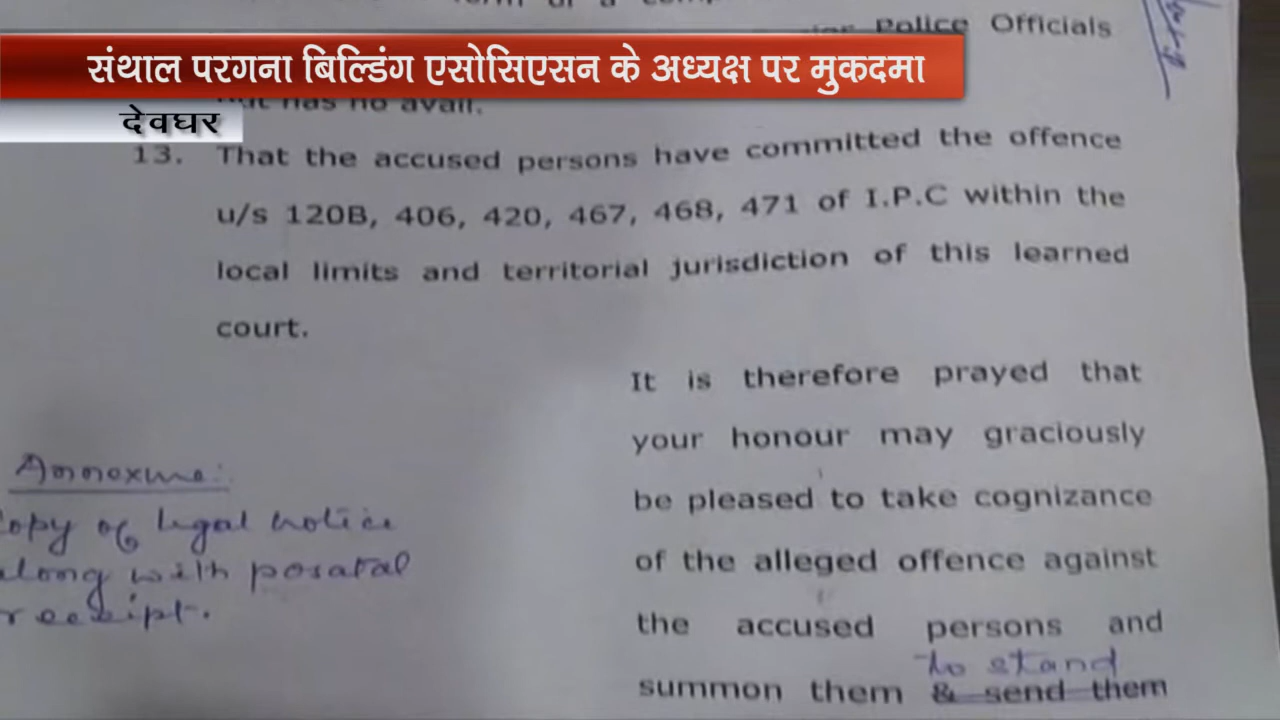 Police Officials
संथाल परगना बिल्डिंग एसोसिएसन के अध्यक्ष पर मुकदमा
but has no avail.
देवघर
13. That the accused persons have committed the offence
u/s 120B, 406, 420, 467, 468, 471 of I.P.C within the
local limits and territorial jurisdiction of this learned
court.
It is therefore prayed that
your honour may graciously
be pleased to take cognizance
of the alleged offence against
the accused persons and
to stand
summon them & send them
Annexure:
copy of legal notice
along with posatal
receipt.